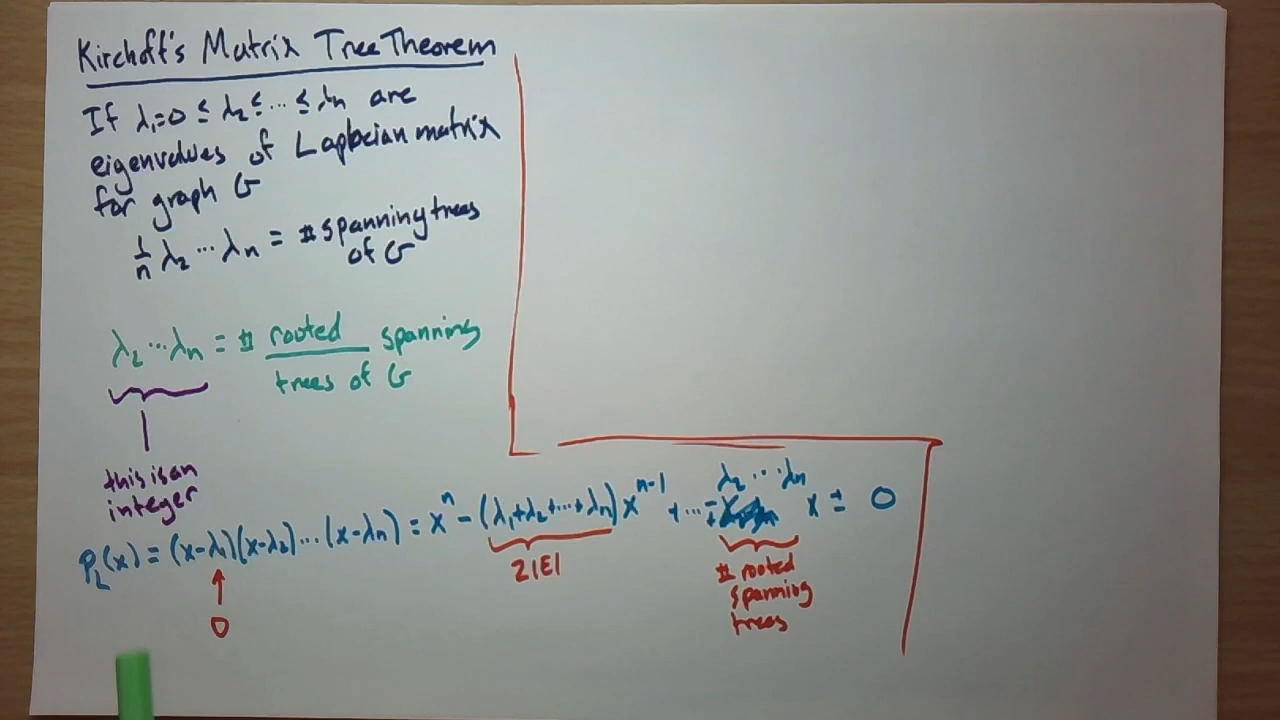 Kirchoff's Matrix Tree Theorem
If λ₁=0 ≤ λ₂ ≤ ... ≤ λn are
eigenvalues of Laplacian matrix
for graph G
1/n λ₂ ... λn = # spanning trees
of G
λ₂ ... λn = # rooted spanning
trees of G
this is an
integer
λ₂ ... λn
P_L(x) = (x-λ₁)(x-λ₂)...(x-λn) = xⁿ - (λ₁+λ₂+...+λn)xⁿ⁻¹ + ... x ± 0
0
2|E|
# rooted
spanning
trees